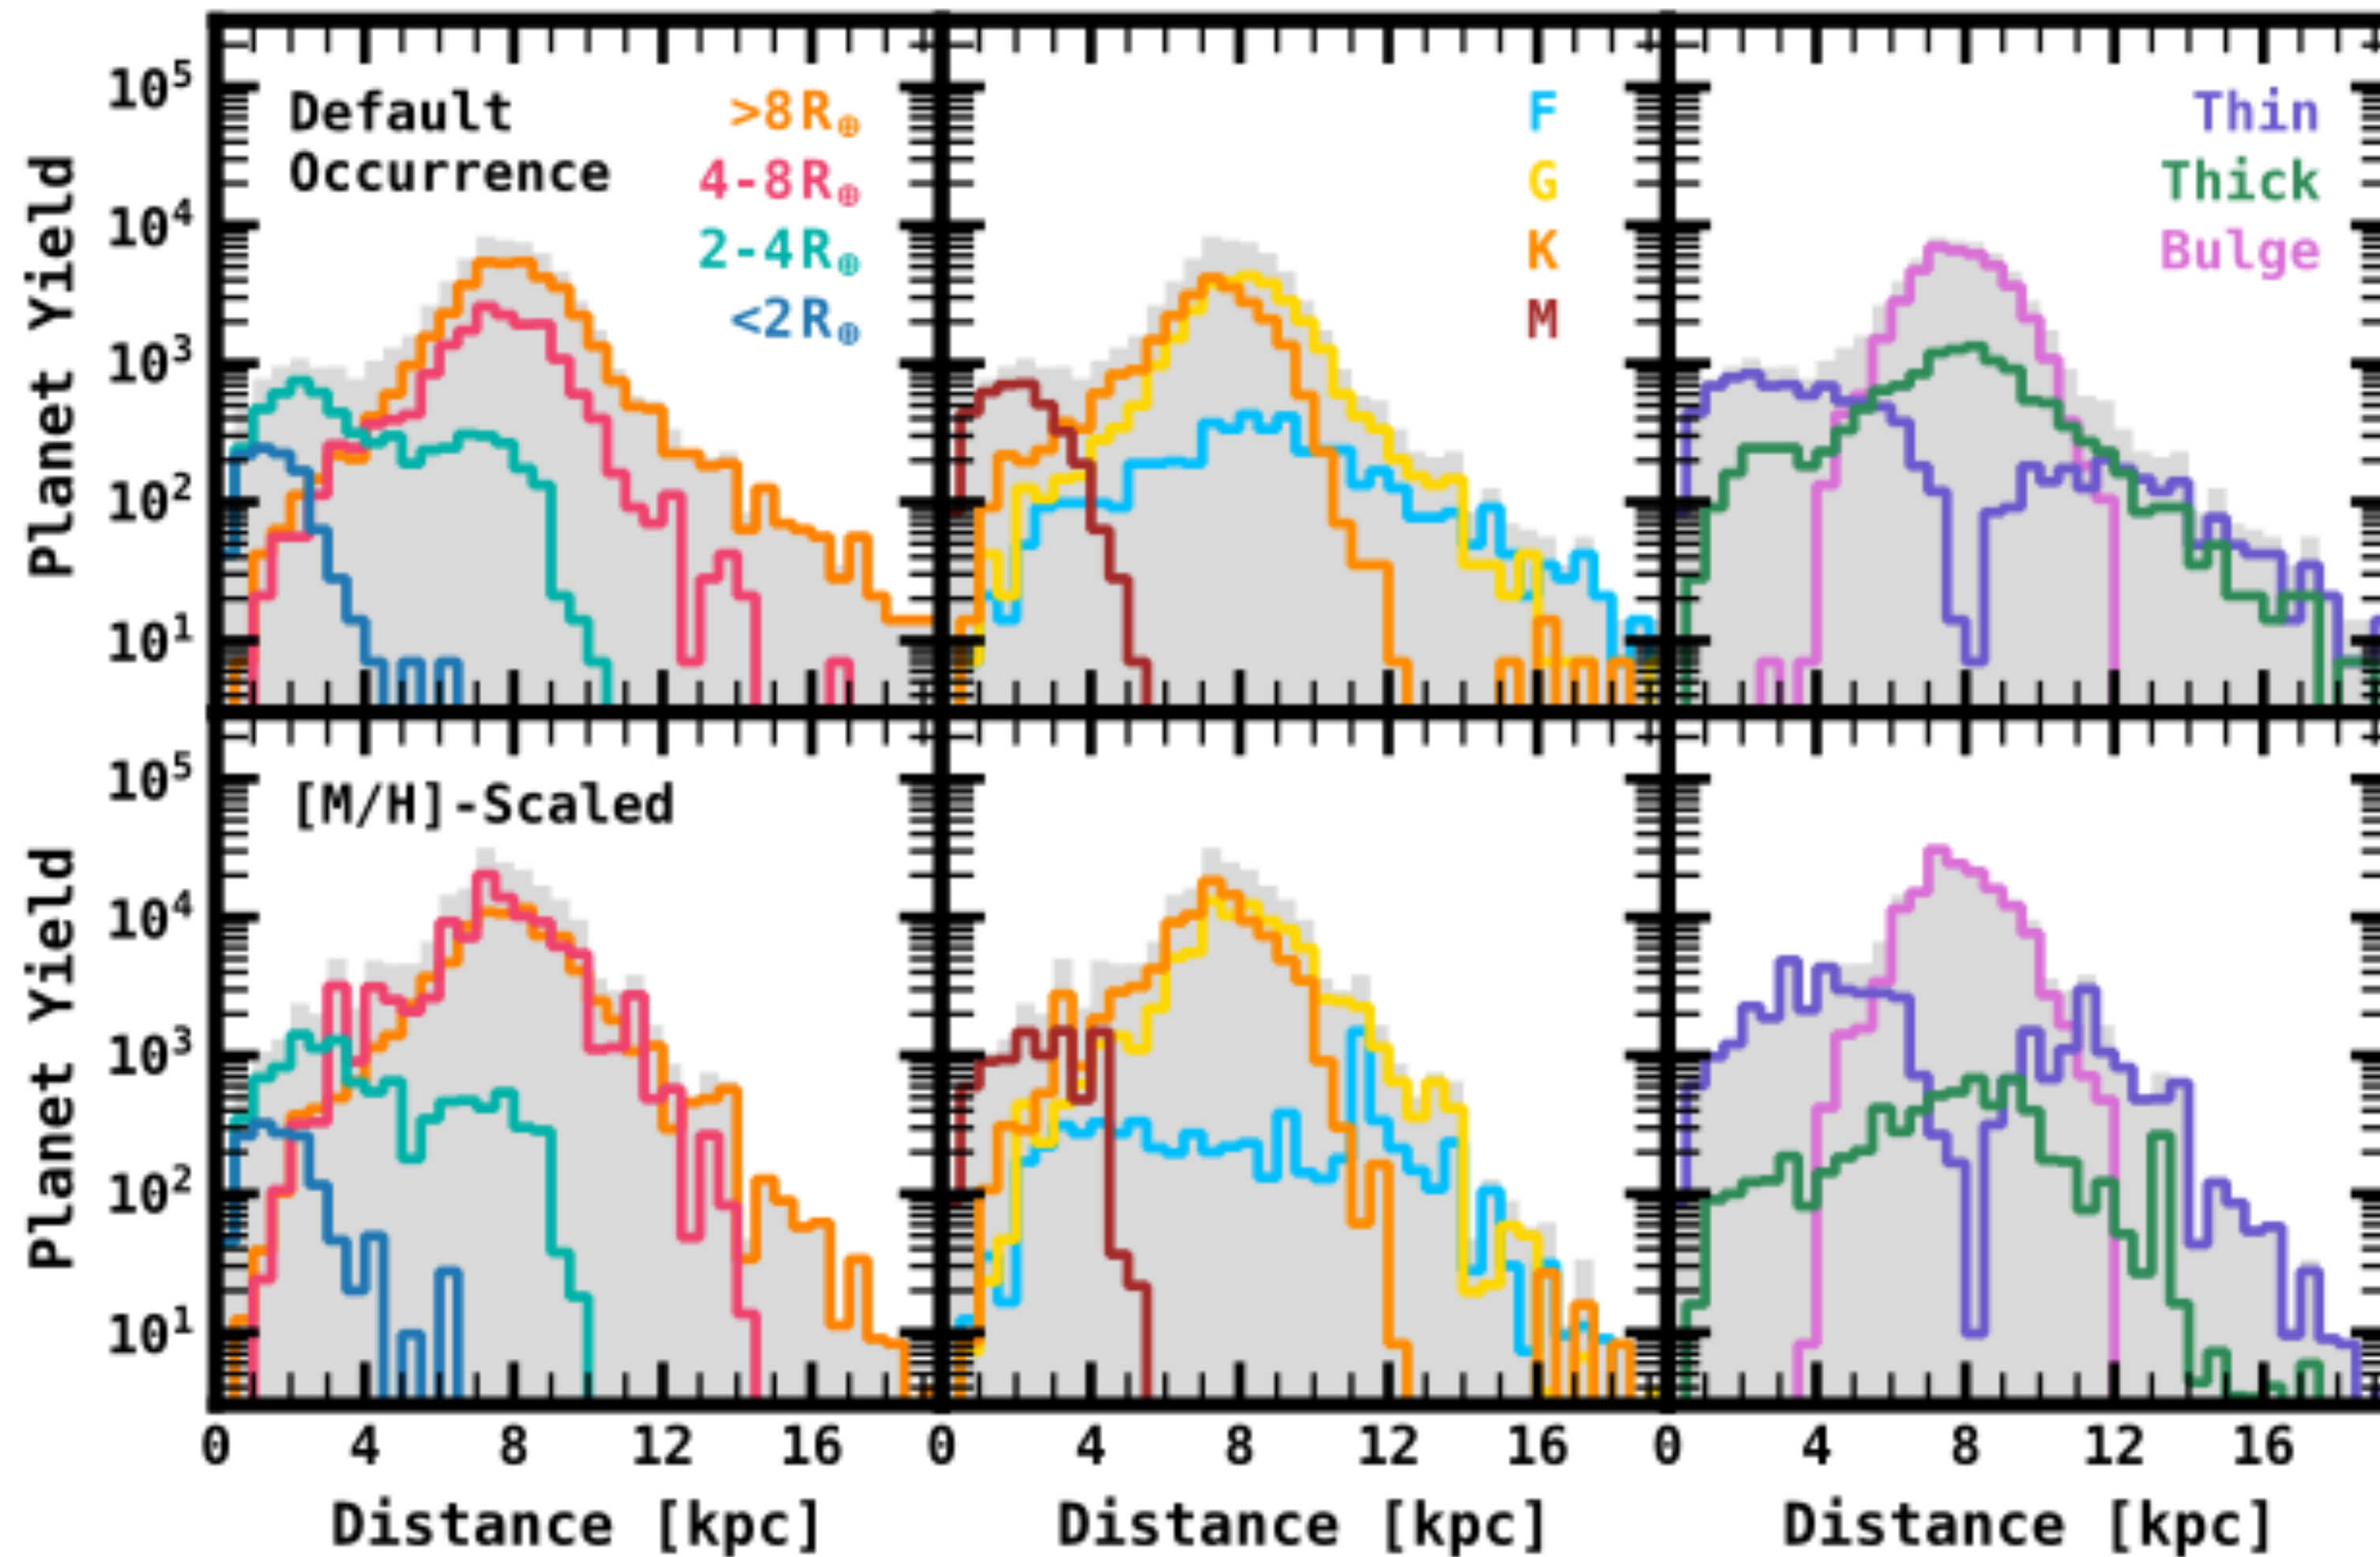 Planet Yield
10⁵
10⁴
10³
10²
10¹
Default
Occurrence
>8R⊕
4-8R⊕
2-4R⊕
<2R⊕
F
G
K
M
Thin
Thick
Bulge
Planet Yield
10⁵
10⁴
10³
10²
10¹
[M/H]-Scaled
0 4 8 12 16 0 4 8 12 16 0 4 8 12 16
Distance [kpc] Distance [kpc] Distance [kpc]